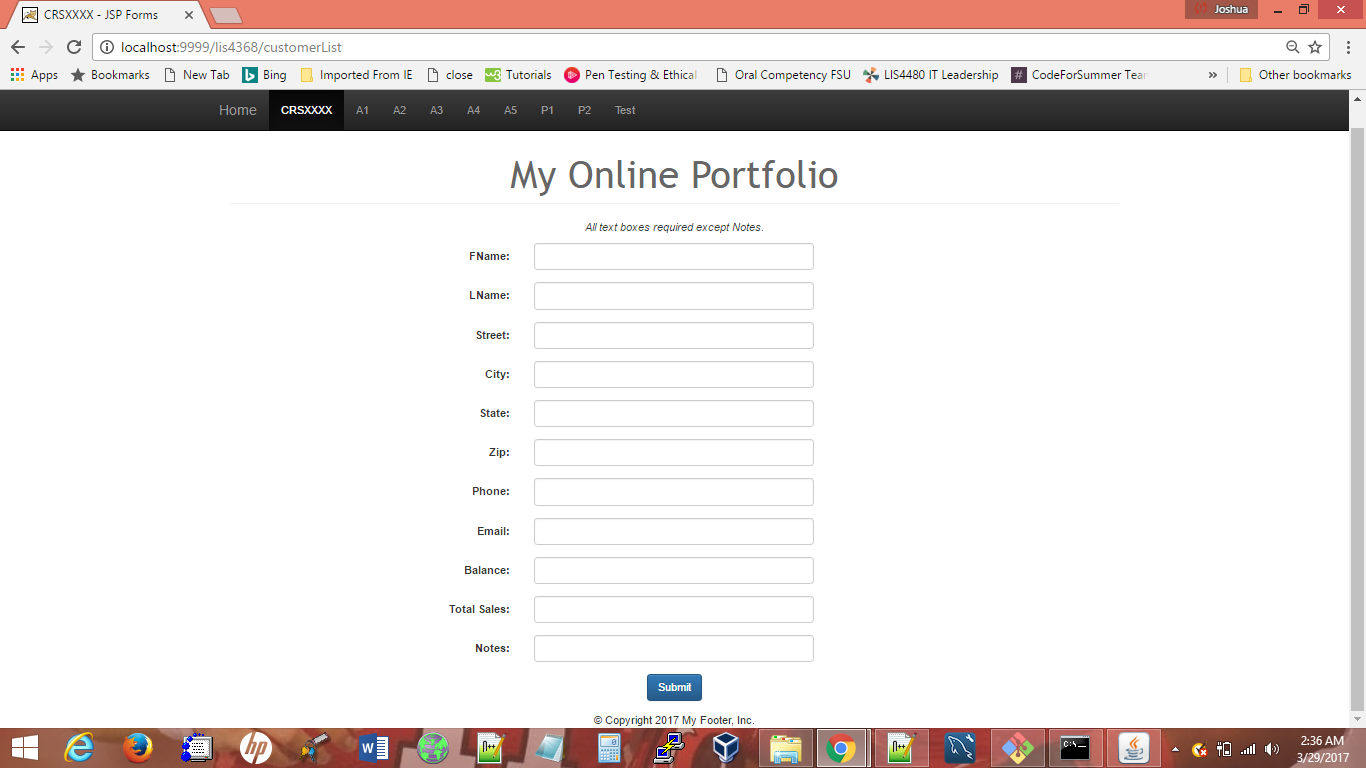 CRSXXXX - JSP Forms
Joshua
localhost:9999/lis4368/customerList
Apps Bookmarks New Tab Bing Imported From IE close Tutorials Pen Testing & Ethical Oral Competency FSU LIS4480 IT Leadership CodeForSummer Tea » Other bookmarks
Home CRSXXXX A1 A2 A3 A4 A5 P1 P2 Test
My Online Portfolio
All text boxes required except Notes.
FName:
LName:
Street:
City:
State:
Zip:
Phone:
Email:
Balance:
Total Sales:
Notes:
Submit
© Copyright 2017 My Footer, Inc.
2:36 AM
3/29/2017